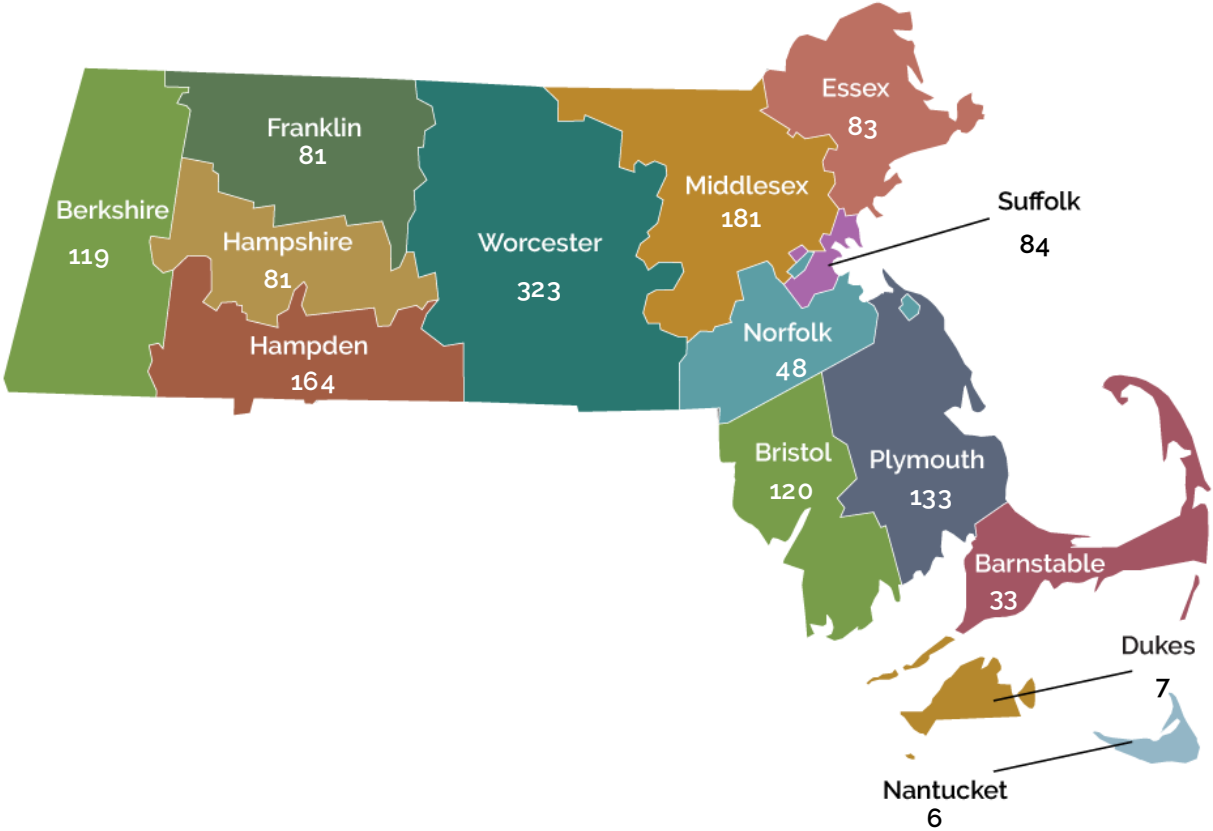 Essex
83
Franklin
81
Middlesex
181
Berkshire
119
Suffolk
84
Hampshire
81
Worcester
323
Norfolk
48
Hampden
164
Bristol
120
Plymouth
133
Barnstable
33
Dukes
7
Nantucket
6